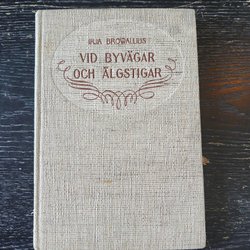 IRJA BROWALLIUS
VID BYVÄGAR
OCH ÄLGSTIGAR